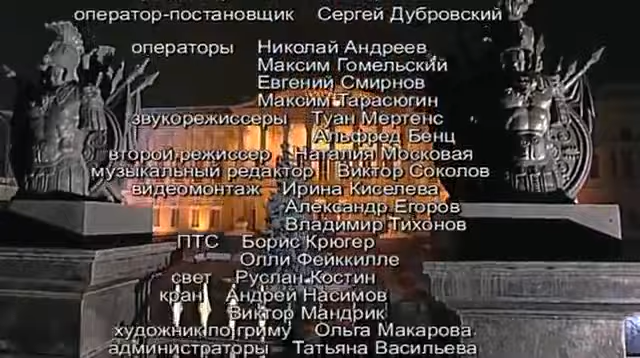 оператор-постановщик Сергей Дубровский
операторы Николай Андреев
Максим Гомельский
Евгений Смирнов
Максим Тарасюгин
звукорежиссеры Туан Мертенс
Альфред Бенц
второй режиссер Наталия Московая
музыкальный редактор Виктор Соколов
видеомонтаж Ирина Киселева
Александр Егоров
Владимир Тихонов
ПТС Борис Крюгер
Олли Фейккилле
свет Руслан Костин
кран Андрей Насимов
Виктор Мандрик
художник по гриму Ольга Макарова
администраторы Татьяна Васильева